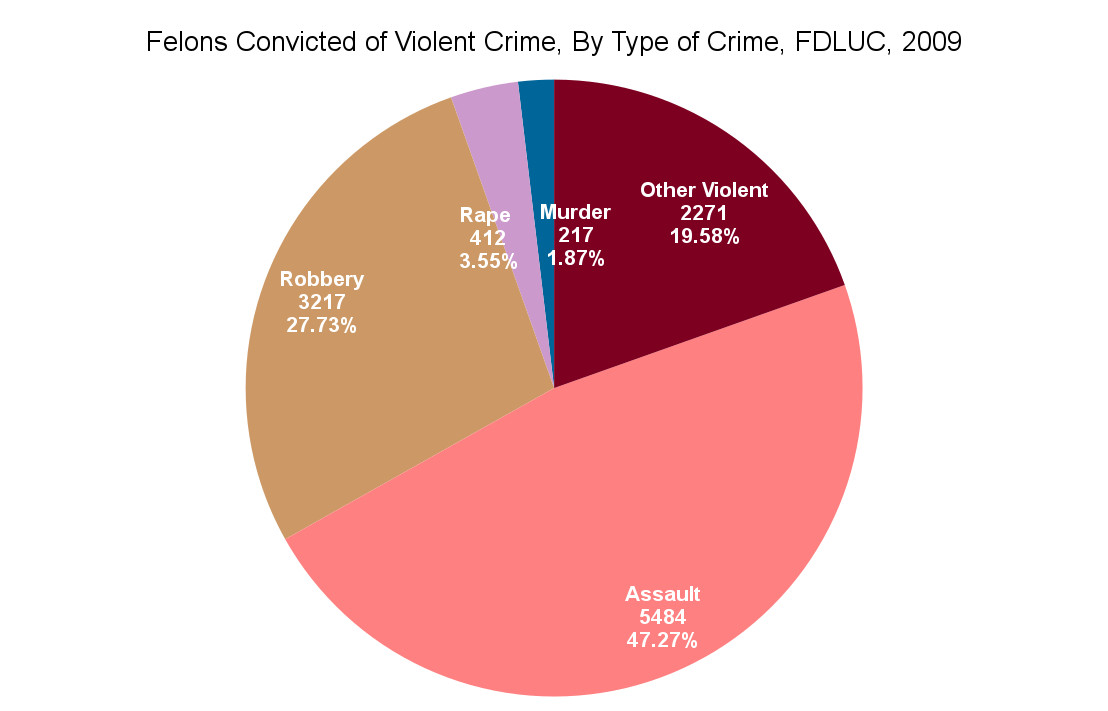 Felons Convicted of Violent Crime, By Type of Crime, FDLUC, 2009
Other Violent
2271
19.58%
Murder
217
1.87%
Rape
412
3.55%
Robbery
3217
27.73%
Assault
5484
47.27%